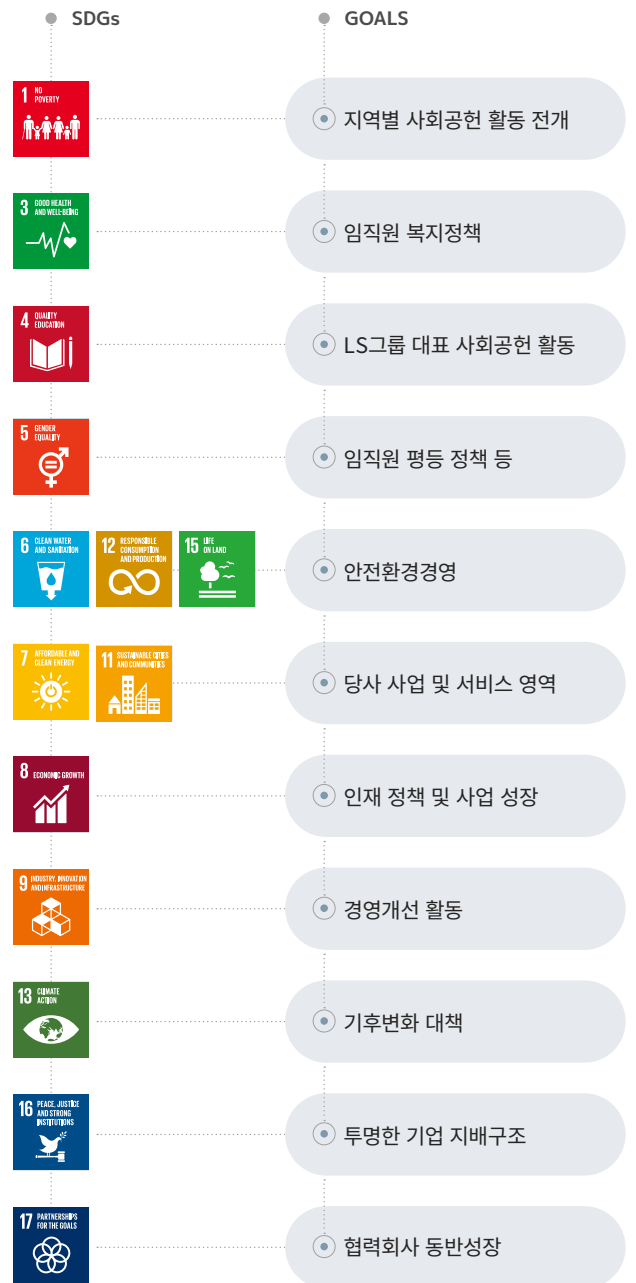 SDGs
GOALS
1 NO
POVERTY
지역별 사회공헌 활동 전개
3 GOOD HEALTH
AND WELL-BEING
임직원 복지정책
4 QUALITY
EDUCATION
LS그룹 대표 사회공헌 활동
5 GENDER
EQUALITY
임직원 평등 정책 등
6 CLEAN WATER
AND SANITATION
12 RESPONSIBLE
CONSUMPTION
AND PRODUCTION
15 LIFE
ON LAND
안전환경경영
7 AFFORDABLE AND
CLEAN ENERGY
11 SUSTAINABLE CITIES
AND COMMUNITIES
당사 사업 및 서비스 영역
8 ECONOMIC GROWTH
인재 정책 및 사업 성장
9 INDUSTRY, INNOVATION
AND INFRASTRUCTURE
경영개선 활동
13 CLIMATE
ACTION
기후변화 대책
16 PEACE, JUSTICE
AND STRONG
INSTITUTIONS
투명한 기업 지배구조
17 PARTNERSHIPS
FOR THE GOALS
협력회사 동반성장